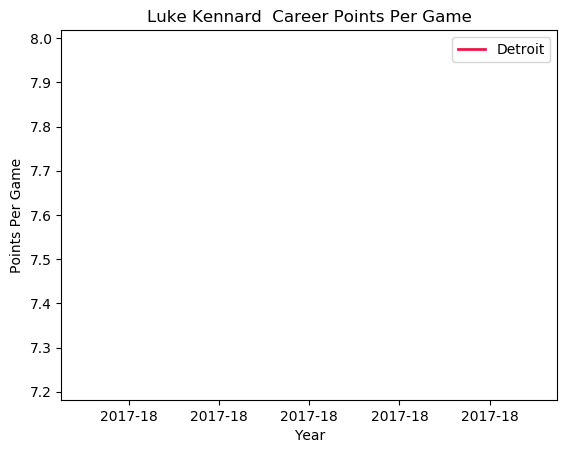 Luke Kennard  Career Points Per Game
Detroit
8.0
7.9
7.8
7.7
7.6
7.5
7.4
7.3
7.2
Points Per Game
2017-18 2017-18 2017-18 2017-18 2017-18
Year